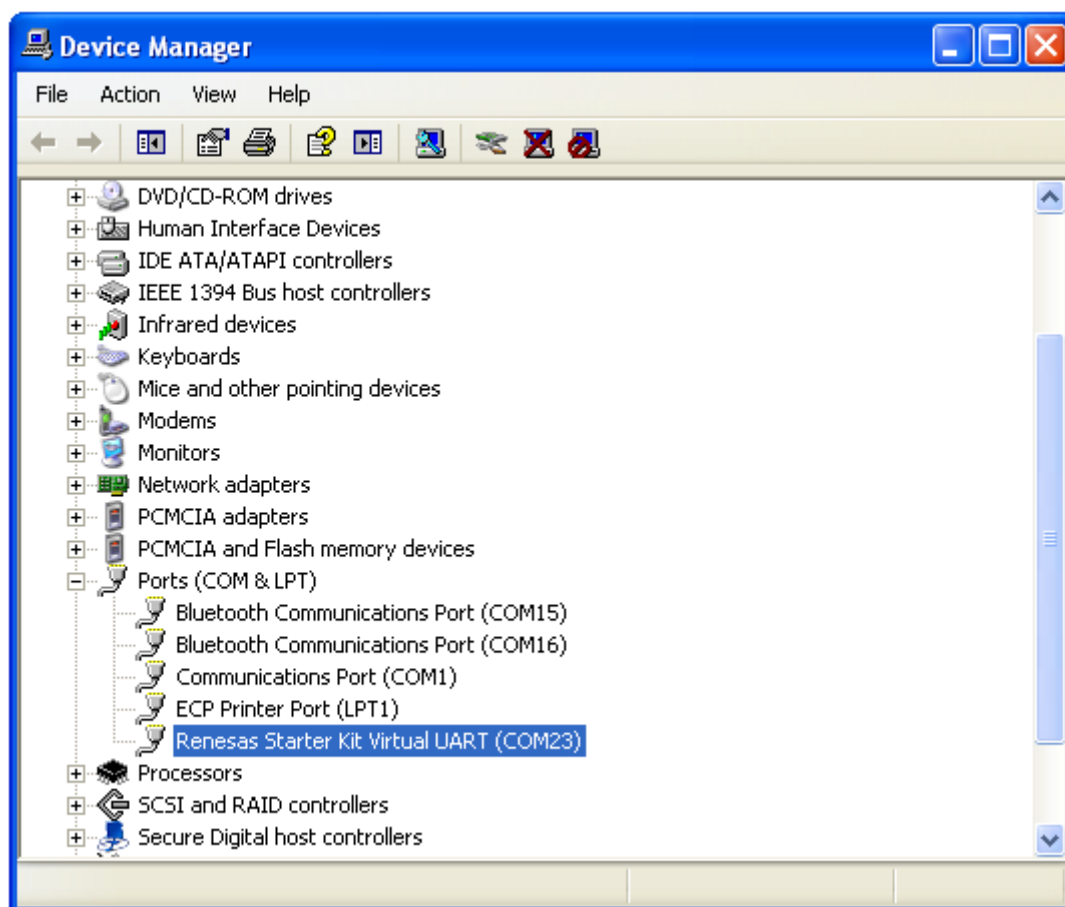 Device Manager
File Action View Help
DVD/CD-ROM drives
Human Interface Devices
IDE ATA/ATAPI controllers
IEEE 1394 Bus host controllers
Infrared devices
Keyboards
Mice and other pointing devices
Modems
Monitors
Network adapters
PCMCIA adapters
PCMCIA and Flash memory devices
Ports (COM & LPT)
Bluetooth Communications Port (COM15)
Bluetooth Communications Port (COM16)
Communications Port (COM1)
ECP Printer Port (LPT1)
Renesas Starter Kit Virtual UART (COM23)
Processors
SCSI and RAID controllers
Secure Digital host controllers